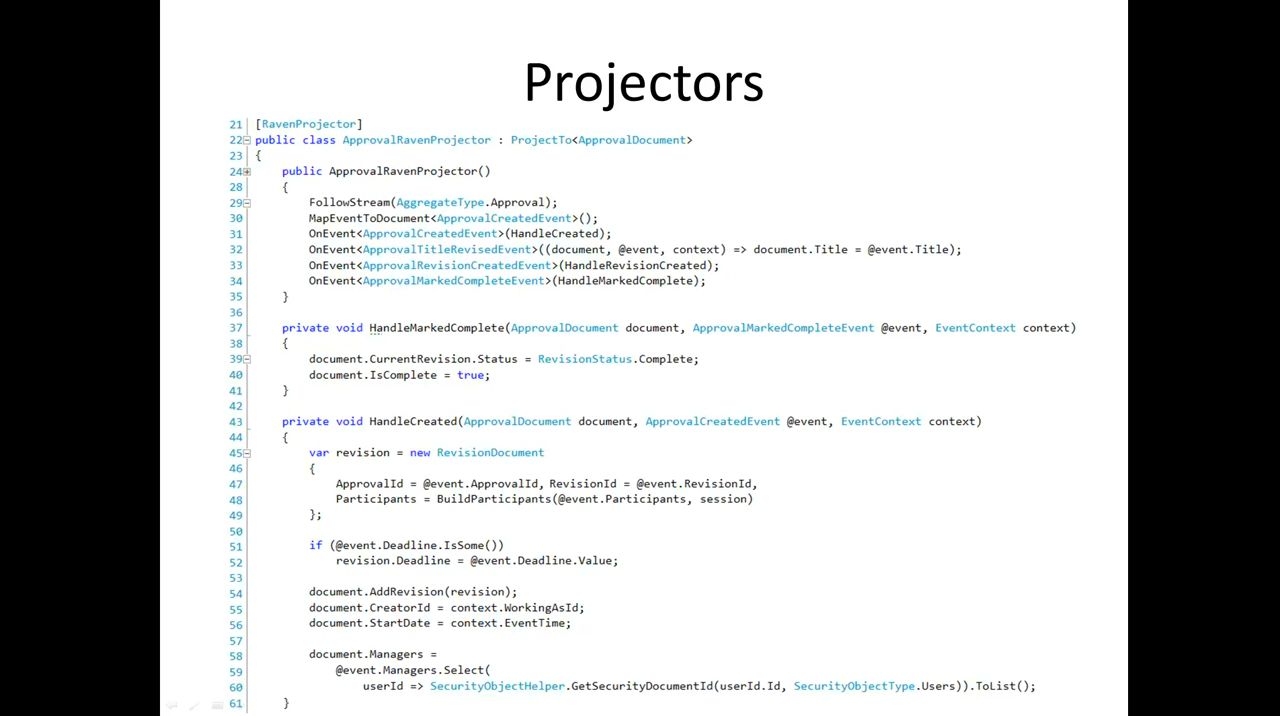 Projectors
21 [RavenProjector]
22 public class ApprovalRavenProjector : ProjectTo<ApprovalDocument>
23 {
24     public ApprovalRavenProjector()
28     {
29         FollowStream(AggregateType.Approval);
30         MapEventToDocument<ApprovalCreatedEvent>();
31         OnEvent<ApprovalCreatedEvent>(HandleCreated);
32         OnEvent<ApprovalTitleRevisedEvent>((document, @event, context) => document.Title = @event.Title);
33         OnEvent<ApprovalRevisionCreatedEvent>(HandleRevisionCreated);
34         OnEvent<ApprovalMarkedCompleteEvent>(HandleMarkedComplete);
35     }
36
37     private void HandleMarkedComplete(ApprovalDocument document, ApprovalMarkedCompleteEvent @event, EventContext context)
38     {
39         document.CurrentRevision.Status = RevisionStatus.Complete;
40         document.IsComplete = true;
41     }
42
43     private void HandleCreated(ApprovalDocument document, ApprovalCreatedEvent @event, EventContext context)
44     {
45         var revision = new RevisionDocument
46         {
47             ApprovalId = @event.ApprovalId, RevisionId = @event.RevisionId,
48             Participants = BuildParticipants(@event.Participants, session)
49         };
50
51         if (@event.Deadline.IsSome())
52             revision.Deadline = @event.Deadline.Value;
53
54         document.AddRevision(revision);
55         document.CreatorId = context.WorkingAsId;
56         document.StartDate = context.EventTime;
57
58         document.Managers =
59             @event.Managers.Select(
60                 userId => SecurityObjectHelper.GetSecurityDocumentId(userId.Id, SecurityObjectType.Users)).ToList();
61     }